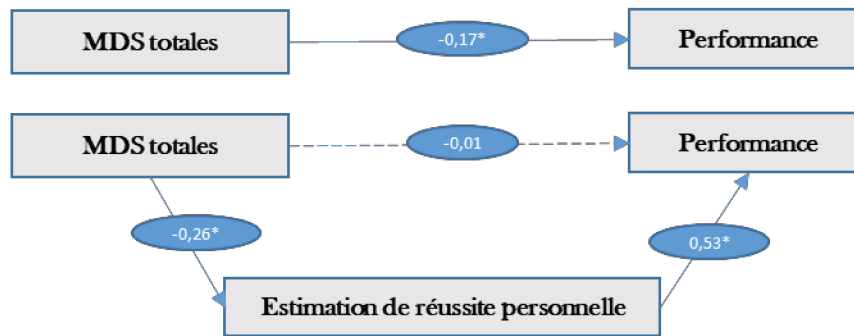 MDS totales
-0,17*
Performance
MDS totales
-0,01
Performance
-0,26*
0,53*
Estimation de réussite personnelle